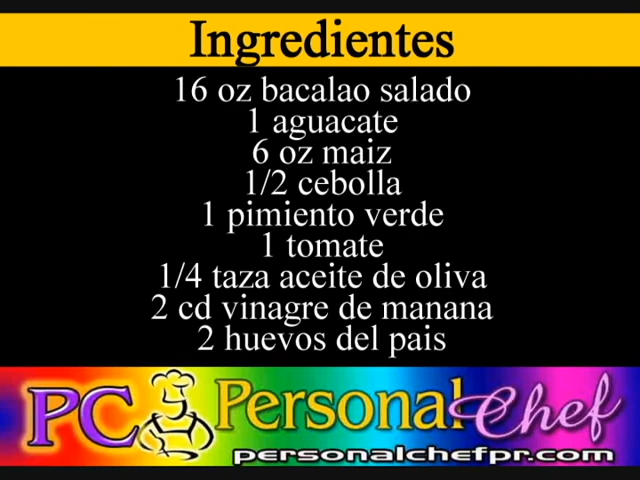 Ingredientes
16 oz bacalao salado
1 aguacate
6 oz maiz
1/2 cebolla
1 pimiento verde
1 tomate
1/4 taza aceite de oliva
2 cd vinagre de manana
2 huevos del pais
PC Personal Chef
personalchefpr.com